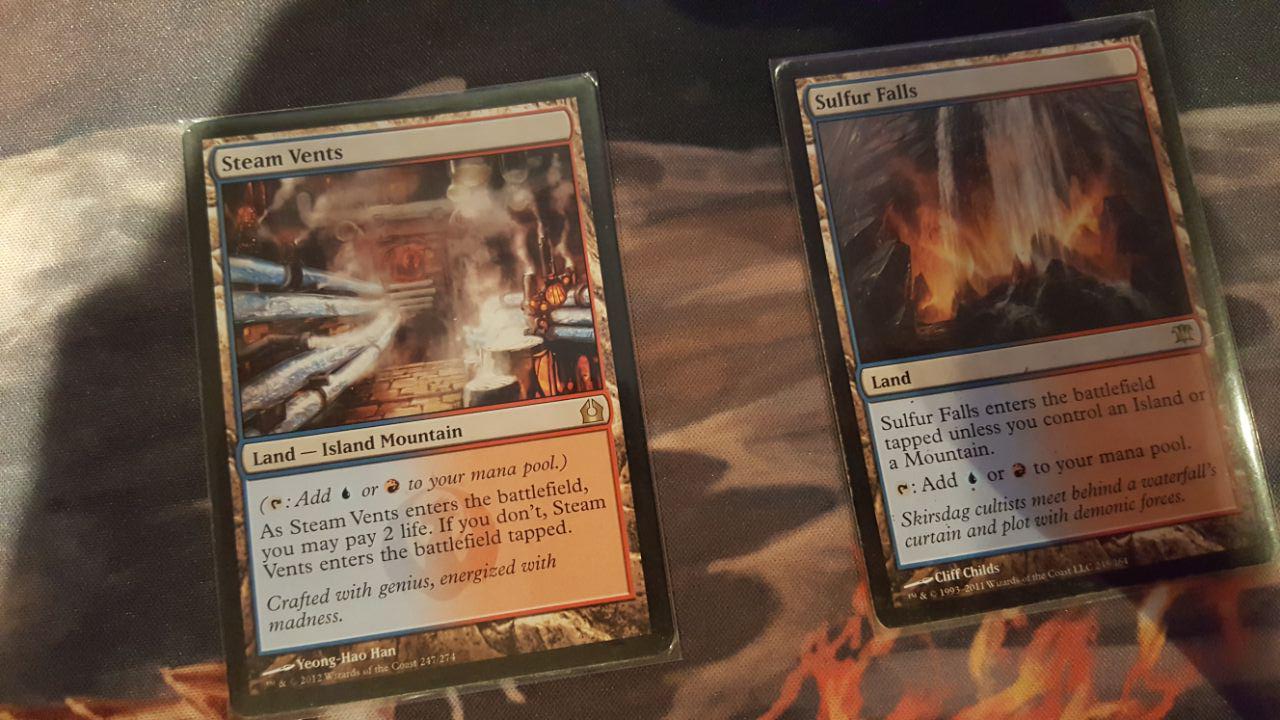 Steam Vents
Land — Island Mountain
( : Add or to your mana pool.)
As Steam Vents enters the battlefield,
you may pay 2 life. If you don't, Steam
Vents enters the battlefield tapped.
Crafted with genius, energized with
madness.
Yeong-Hao Han
™ & © 2012 Wizards of the Coast 247/274
Sulfur Falls
Land
Sulfur Falls enters the battlefield
tapped unless you control an Island or
a Mountain.
: Add or to your mana pool.
Skirsdag cultists meet behind a waterfall's
curtain and plot with demonic forces.
Cliff Childs
™ & © 1993-2011 Wizards of the Coast LLC